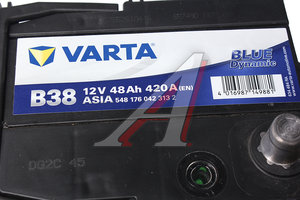 VARTA
BLUE
Dynamic
B38
12V 48Ah 420A (EN)
ASIA 548 176 042 313 2
4 016987 149881
DG2C 45